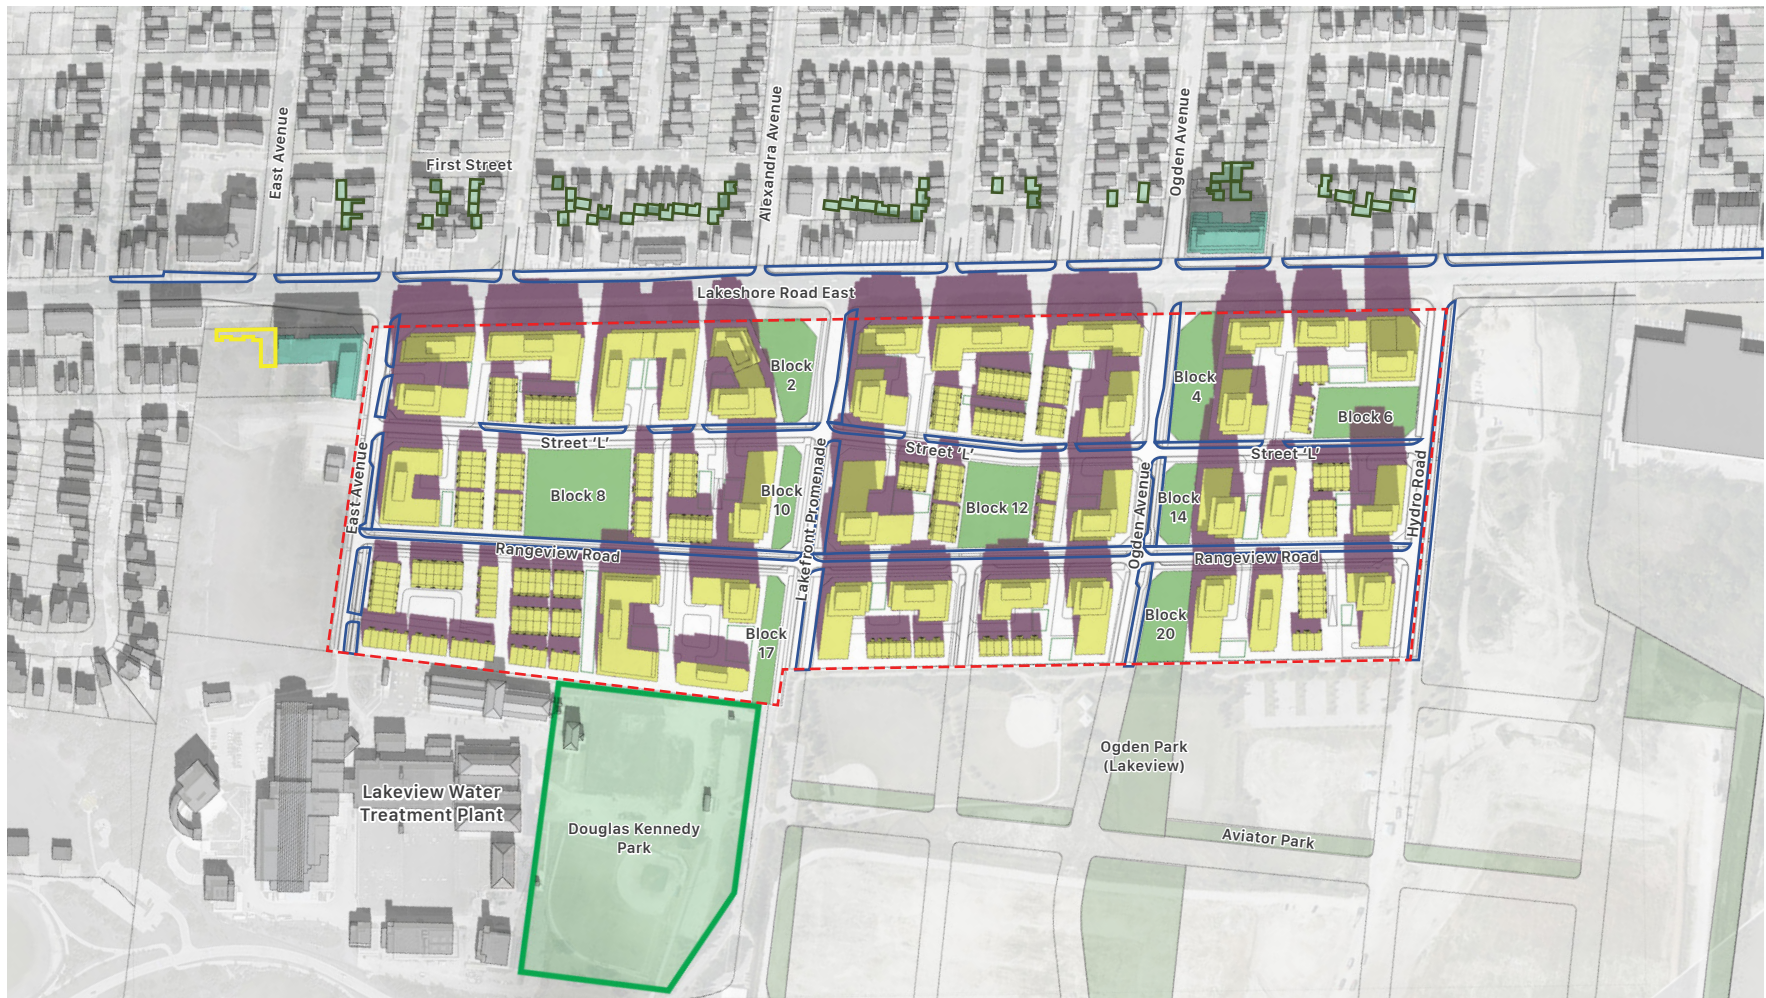 East Avenue
First Street
Alexandra Avenue
Ogden Avenue
Lakeshore Road East
Block
2
Block
4
Block 6
Street ‘L’
Street ‘L’
Street ‘L’
East Avenue
Block 8
Block
10
Lakefront Promenade
Block 12
Ogden Avenue
Block
14
Hydro Road
Rangeview Road
Rangeview Road
Block
17
Block
20
Ogden Park
(Lakeview)
Lakeview Water
Treatment Plant
Douglas Kennedy
Park
Aviator Park